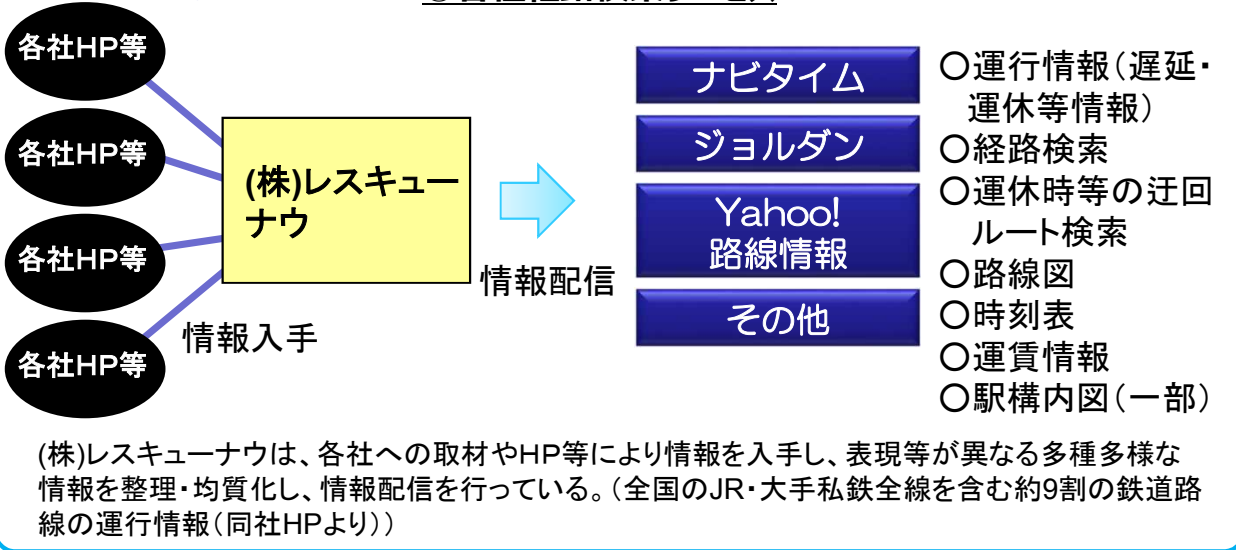 各社HP等
各社HP等
各社HP等
各社HP等
情報入手
(株)レスキュー
ナウ
情報配信
ナビタイム
ジョルダン
Yahoo!
路線情報
その他
〇運行情報(遅延・
運休等情報)
〇経路検索
〇運休時等の迂回
ルート検索
〇路線図
〇時刻表
〇運賃情報
〇駅構内図(一部)
(株)レスキューナウは、各社への取材やHP等により情報を入手し、表現等が異なる多種多様な
情報を整理・均質化し、情報配信を行っている。(全国のJR・大手私鉄全線を含む約9割の鉄道路
線の運行情報(同社HPより))